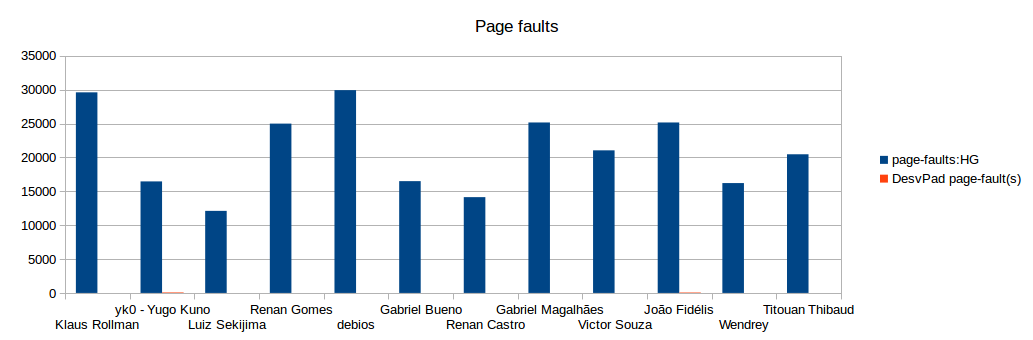 Page faults
35000
30000
25000
20000
15000
10000
5000
0
page-faults:HG
DesvPad page-fault(s)
yk0 - Yugo Kuno Renan Gomes Gabriel Bueno Gabriel Magalhães João Fidélis Titouan Thibaud
Klaus Rollman Luiz Sekijima debios Renan Castro Victor Souza Wendrey